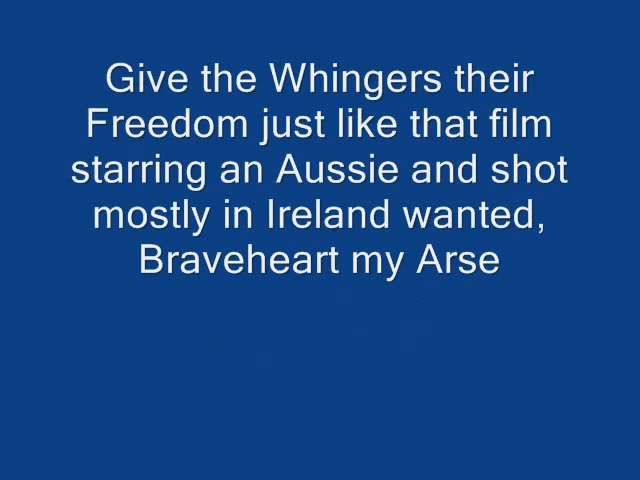 Give the Whingers their
Freedom just like that film
starring an Aussie and shot
mostly in Ireland wanted,
Braveheart my Arse